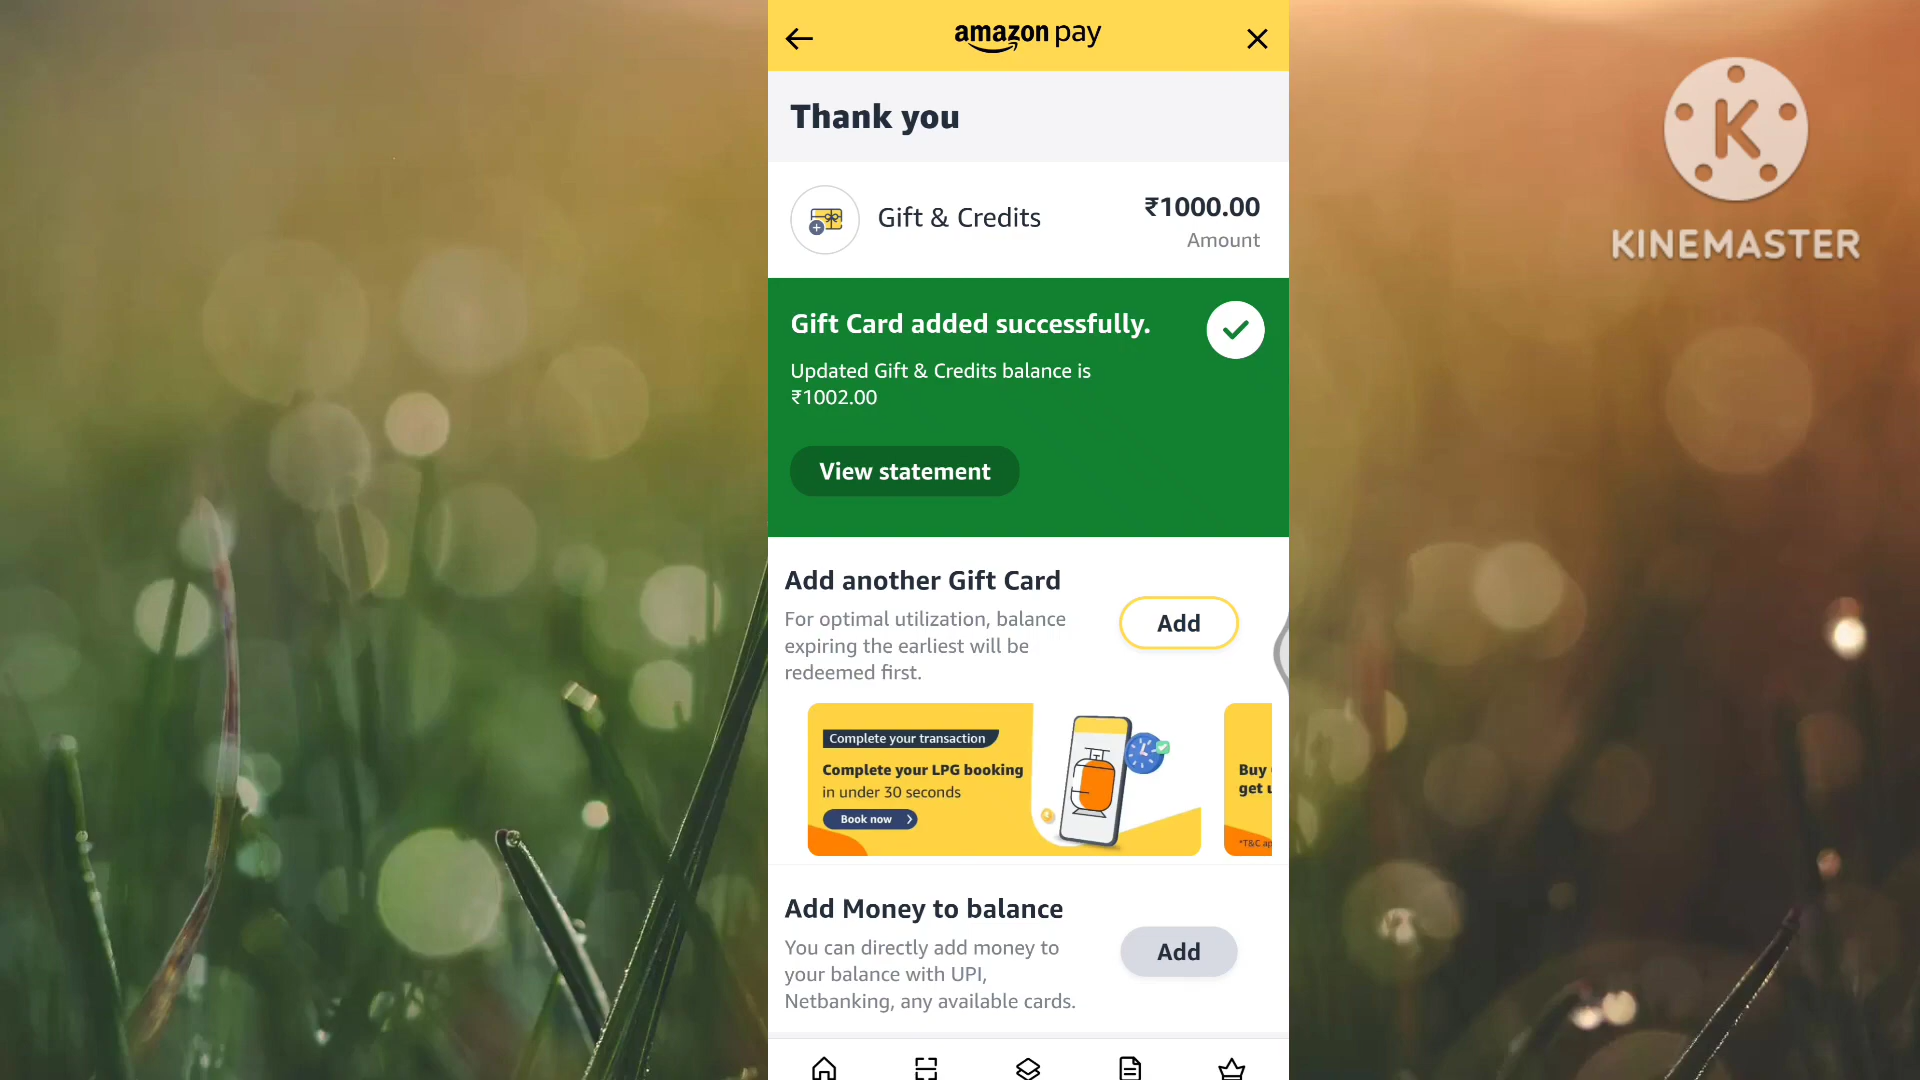 amazon pay
Thank you
Gift & Credits
₹1000.00
Amount
Gift Card added successfully.
Updated Gift & Credits balance is
₹1002.00
View statement
Add another Gift Card
For optimal utilization, balance
expiring the earliest will be
redeemed first.
Add
Complete your transaction
Complete your LPG booking
in under 30 seconds
Book now
Buy
get
*T&C
Add Money to balance
You can directly add money to
your balance with UPI,
Netbanking, any available cards.
Add
K
KINEMASTER